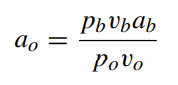 a_o = \frac{p_b v_b a_b}{p_o v_o}